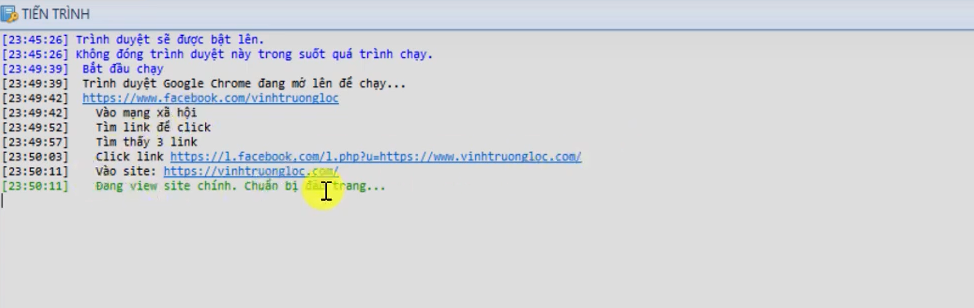 TIẾN TRÌNH
[23:45:26] Trình duyệt sẽ được bật lên.
[23:45:26] Không đóng trình duyệt này trong suốt quá trình chạy.
[23:49:39] Bắt đầu chạy
[23:49:39] Trình duyệt Google Chrome đang mở lên để chạy...
[23:49:42] https://www.facebook.com/vinhtruongloc
[23:49:42] Vào mạng xã hội
[23:49:52] Tìm link để click
[23:49:57] Tìm thấy 3 link
[23:50:03] Click link https://l.facebook.com/l.php?u=https://www.vinhtruongloc.com/
[23:50:11] Vào site: https://vinhtruongloc.com/
[23:50:11] Đang view site chính. Chuẩn bị trang...